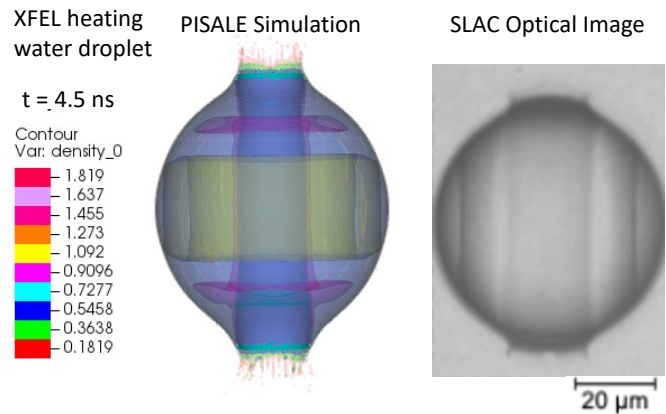 XFEL heating
water droplet
PISALE Simulation
SLAC Optical Image
t = 4.5 ns
Contour
Var: density_0
1.819
1.637
1.455
1.273
1.092
0.9096
0.7277
0.5458
0.3638
0.1819
20 µm